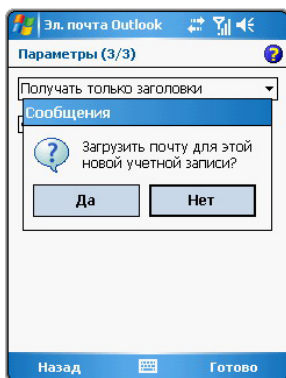 Эл. почта Outlook
Параметры (3/3)
Получать только заголовки
Сообщения
Загрузить почту для этой
новой учетной записи?
Да Нет
Назад Готово